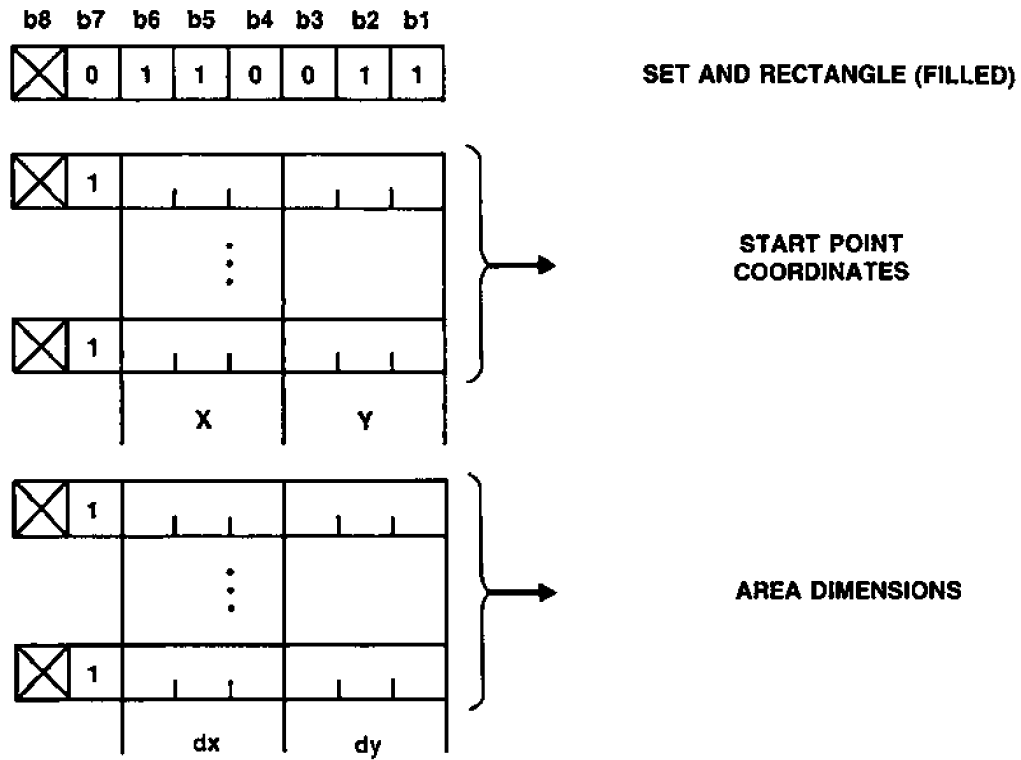 b8 b7 b6 b5 b4 b3 b2 b1
0 1 1 0 0 1 1
SET AND RECTANGLE (FILLED)
1
START POINT
COORDINATES
1
X Y
1
AREA DIMENSIONS
1
dx dy